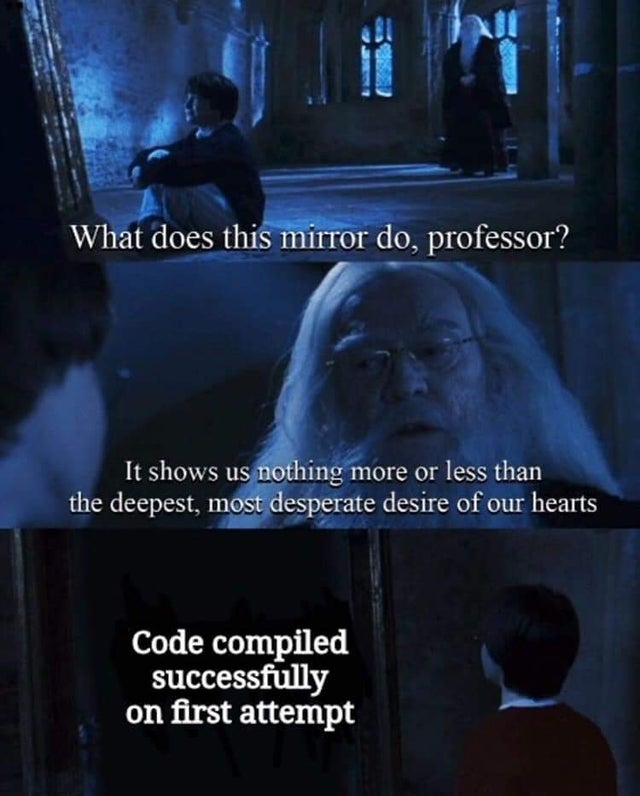 What does this mirror do, professor?
It shows us nothing more or less than
the deepest, most desperate desire of our hearts
Code compiled
successfully
on first attempt